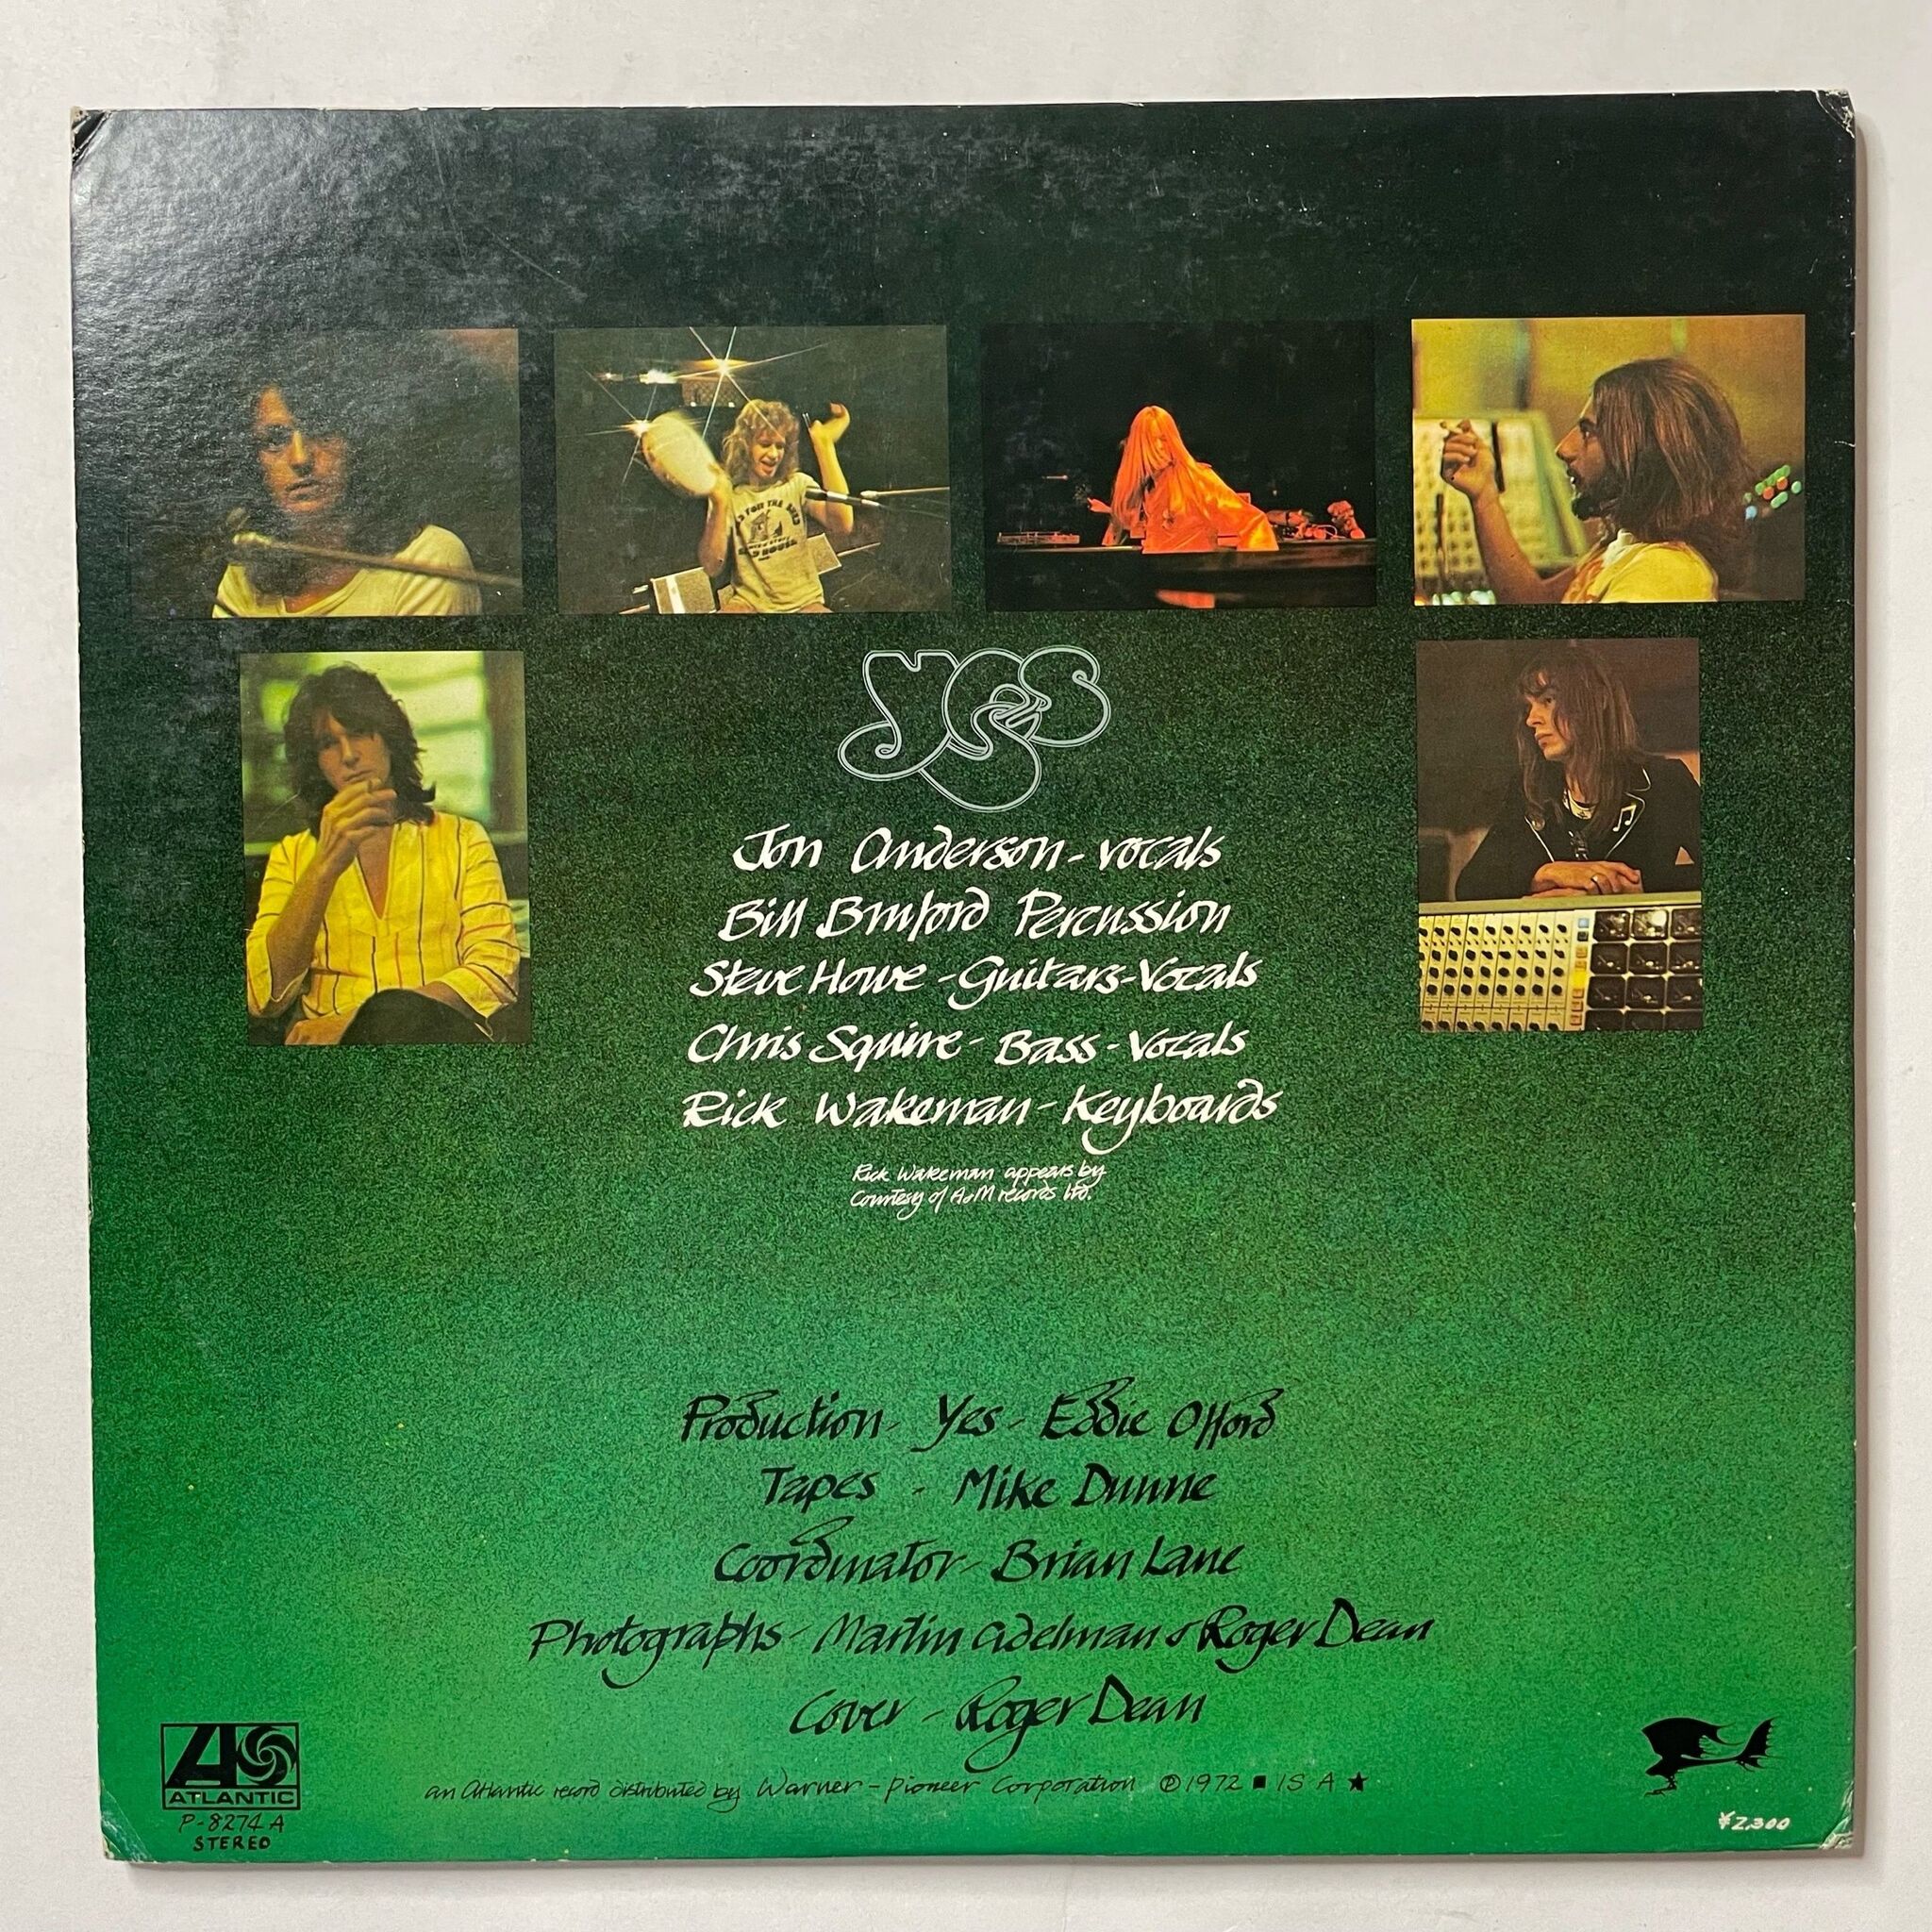 YES
Jon Anderson - vocals
Bill Bruford Percussion
Steve Howe - Guitars - Vocals
Chris Squire - Bass - Vocals
Rick Wakeman - Keyboards
Rick Wakeman appears by
Courtesy of A&M records ltd.
Production - Yes - Eddie Offord
Tapes - Mike Dunne
Coordinator - Brian Lane
Photographs - Martin Adelman & Roger Dean
Cover - Roger Dean
ATLANTIC
P-8274A
STEREO
an Atlantic record distributed by Warner-Pioneer Corporation ℗1972 ■ IS A ★
¥2,300